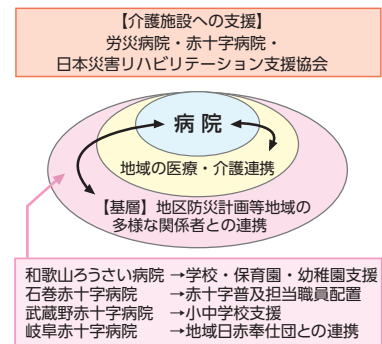 【介護施設への支援】
労災病院・赤十字病院・
日本災害リハビリテーション支援協会
病 院
地域の医療・介護連携
【基層】地区防災計画等地域の
多様な関係者との連携
和歌山ろうさい病院 →学校・保育園・幼稚園支援
石巻赤十字病院 →赤十字普及担当職員配置
武蔵野赤十字病院 →小中学校支援
岐阜赤十字病院 →地域日赤奉仕団との連携